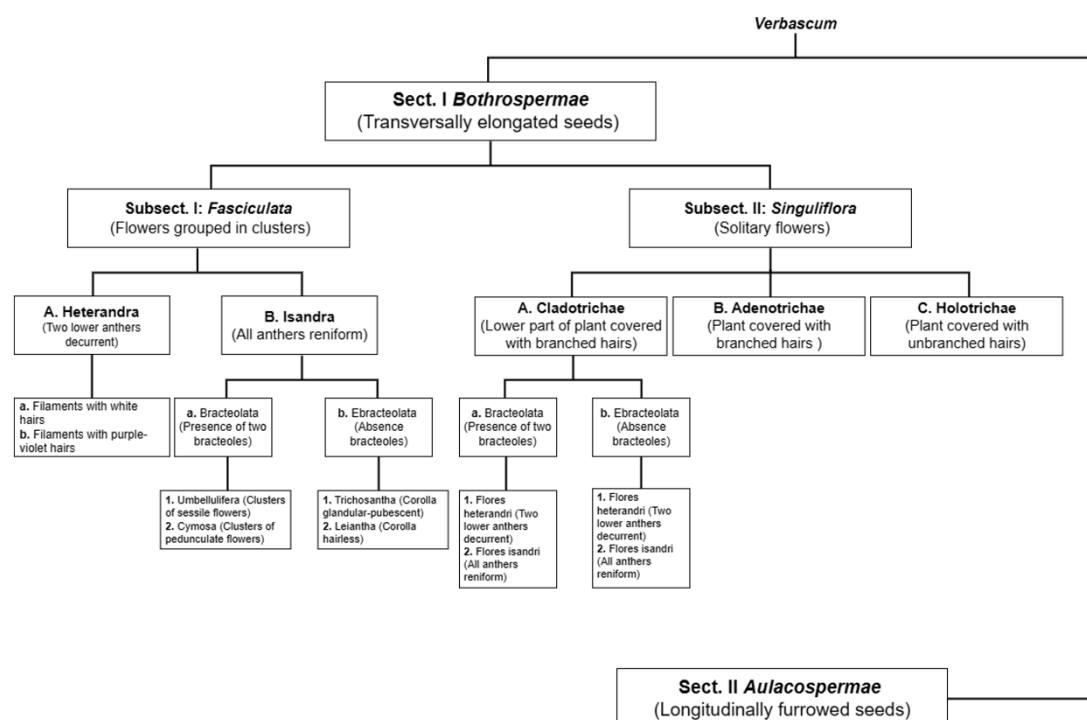 Verbascum
Sect. I Bothrospermae
(Transversally elongated seeds)
Subsect. I: Fasciculata
(Flowers grouped in clusters)
Subsect. II: Singuliflora
(Solitary flowers)
A. Heterandra
(Two lower anthers
decurrent)
B. Isandra
(All anthers reniform)
A. Cladotrichae
(Lower part of plant covered
with branched hairs)
B. Adenotrichae
(Plant covered with
branched hairs )
C. Holotrichae
(Plant covered with
unbranched hairs)
a. Filaments with white
hairs
b. Filaments with purple-
violet hairs
a. Bracteolata
(Presence of two
bracteoles)
b. Ebracteolata
(Absence
bracteoles)
a. Bracteolata
(Presence of two
bracteoles)
b. Ebracteolata
(Absence
bracteoles)
1. Umbellulifera (Clusters
of sessile flowers)
2. Cymosa (Clusters of
pedunculate flowers)
1. Trichosantha (Corolla
glandular-pubescent)
2. Leiantha (Corolla
hairless)
1. Flores
heterandri (Two
lower anthers
decurrent)
2. Flores isandri
(All anthers
reniform)
1. Flores
heterandri (Two
lower anthers
decurrent)
2. Flores isandri
(All anthers
reniform)
Sect. II Aulacospermae
(Longitudinally furrowed seeds)